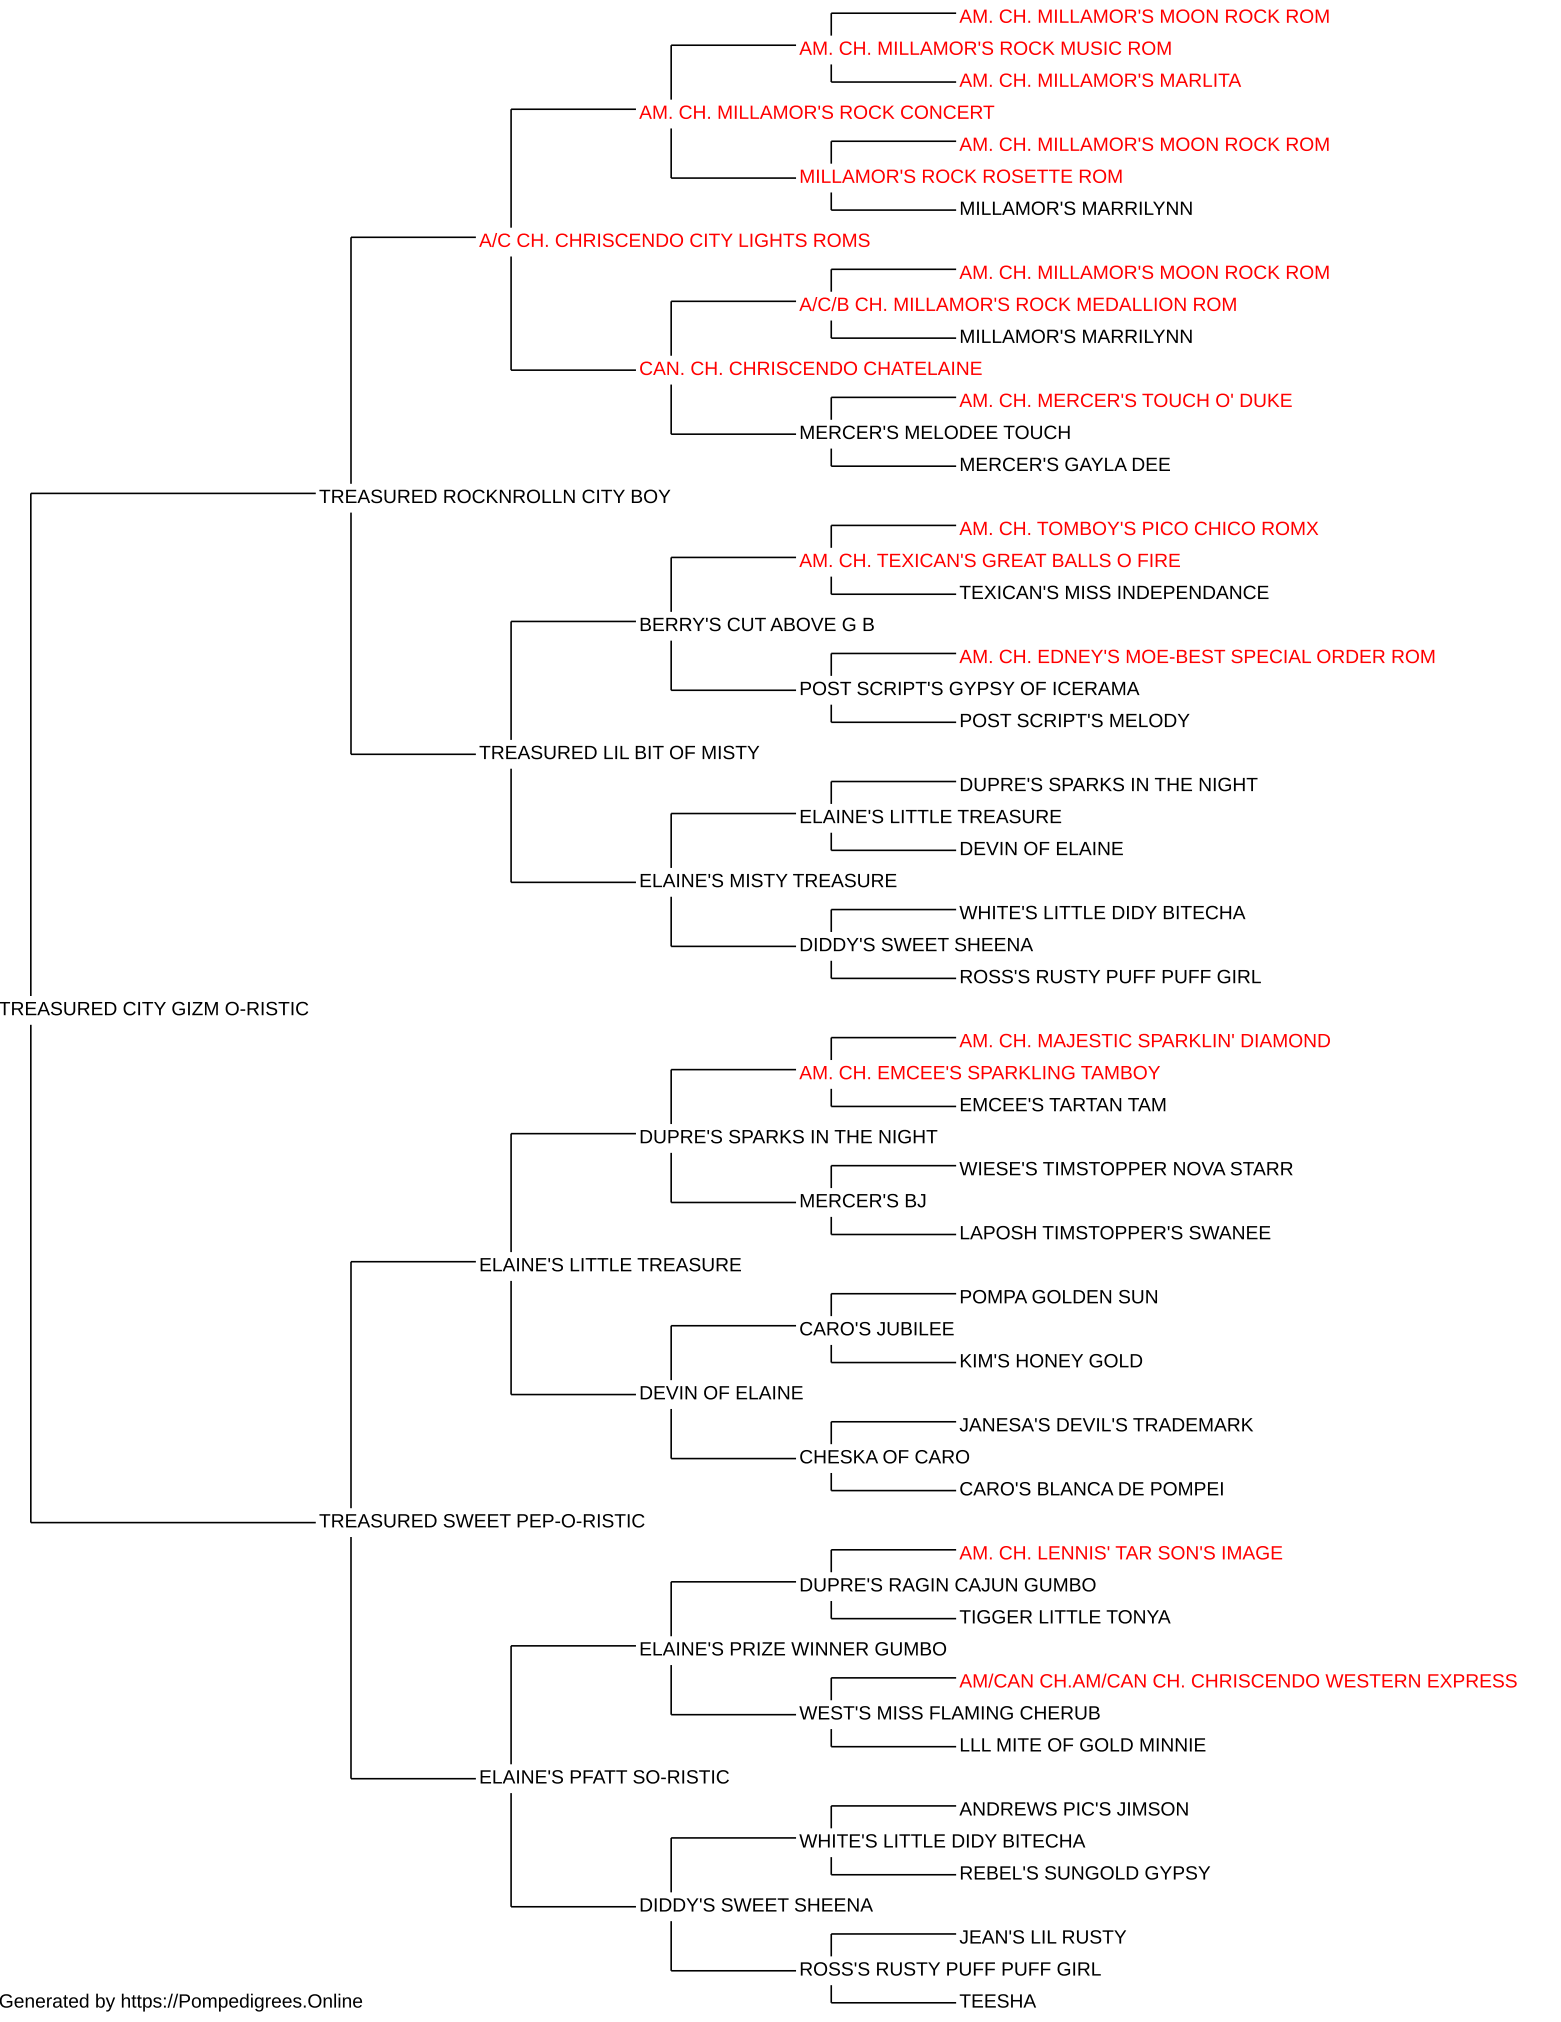 AM. CH. MILLAMOR'S MOON ROCK ROM
AM. CH. MILLAMOR'S ROCK MUSIC ROM
AM. CH. MILLAMOR'S MARLITA
AM. CH. MILLAMOR'S ROCK CONCERT
AM. CH. MILLAMOR'S MOON ROCK ROM
MILLAMOR'S ROCK ROSETTE ROM
MILLAMOR'S MARRILYNN
A/C CH. CHRISCENDO CITY LIGHTS ROMS
AM. CH. MILLAMOR'S MOON ROCK ROM
A/C/B CH. MILLAMOR'S ROCK MEDALLION ROM
MILLAMOR'S MARRILYNN
CAN. CH. CHRISCENDO CHATELAINE
AM. CH. MERCER'S TOUCH O' DUKE
MERCER'S MELODEE TOUCH
MERCER'S GAYLA DEE
TREASURED ROCKNROLLN CITY BOY
AM. CH. TOMBOY'S PICO CHICO ROMX
AM. CH. TEXICAN'S GREAT BALLS O FIRE
TEXICAN'S MISS INDEPENDANCE
BERRY'S CUT ABOVE G B
AM. CH. EDNEY'S MOE-BEST SPECIAL ORDER ROM
POST SCRIPT'S GYPSY OF ICERAMA
POST SCRIPT'S MELODY
TREASURED LIL BIT OF MISTY
DUPRE'S SPARKS IN THE NIGHT
ELAINE'S LITTLE TREASURE
DEVIN OF ELAINE
ELAINE'S MISTY TREASURE
WHITE'S LITTLE DIDY BITECHA
DIDDY'S SWEET SHEENA
ROSS'S RUSTY PUFF PUFF GIRL
TREASURED CITY GIZM O-RISTIC
AM. CH. MAJESTIC SPARKLIN' DIAMOND
AM. CH. EMCEE'S SPARKLING TAMBOY
EMCEE'S TARTAN TAM
DUPRE'S SPARKS IN THE NIGHT
WIESE'S TIMSTOPPER NOVA STARR
MERCER'S BJ
LAPOSH TIMSTOPPER'S SWANEE
ELAINE'S LITTLE TREASURE
POMPA GOLDEN SUN
CARO'S JUBILEE
KIM'S HONEY GOLD
DEVIN OF ELAINE
JANESA'S DEVIL'S TRADEMARK
CHESKA OF CARO
CARO'S BLANCA DE POMPEI
TREASURED SWEET PEP-O-RISTIC
AM. CH. LENNIS' TAR SON'S IMAGE
DUPRE'S RAGIN CAJUN GUMBO
TIGGER LITTLE TONYA
ELAINE'S PRIZE WINNER GUMBO
AM/CAN CH.AM/CAN CH. CHRISCENDO WESTERN EXPRESS
WEST'S MISS FLAMING CHERUB
LLL MITE OF GOLD MINNIE
ELAINE'S PFATT SO-RISTIC
ANDREWS PIC'S JIMSON
WHITE'S LITTLE DIDY BITECHA
REBEL'S SUNGOLD GYPSY
DIDDY'S SWEET SHEENA
JEAN'S LIL RUSTY
ROSS'S RUSTY PUFF PUFF GIRL
TEESHA
Generated by https://Pompedigrees.Online